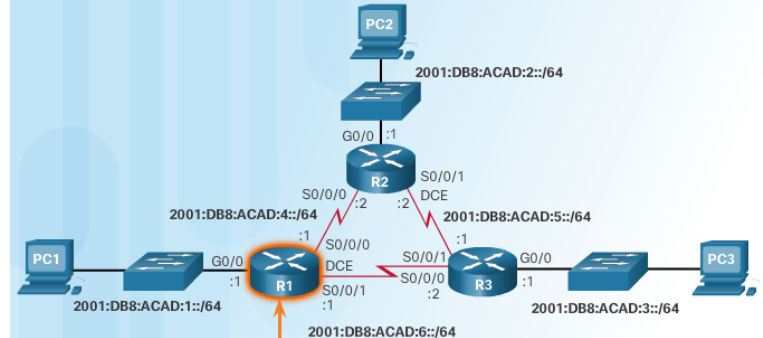 PC2
2001:DB8:ACAD:2::/64
G0/0 :1
R2
S0/0/0 S0/0/1
DCE
:2 :2
2001:DB8:ACAD:4::/64 2001:DB8:ACAD:5::/64
:1 :1
PC1 G0/0 S0/0/0 S0/0/1 G0/0 PC3
:1 R1 DCE S0/0/0 R3 :1
S0/0/1 :2
:1
2001:DB8:ACAD:1::/64 2001:DB8:ACAD:3::/64
2001:DB8:ACAD:6::/64